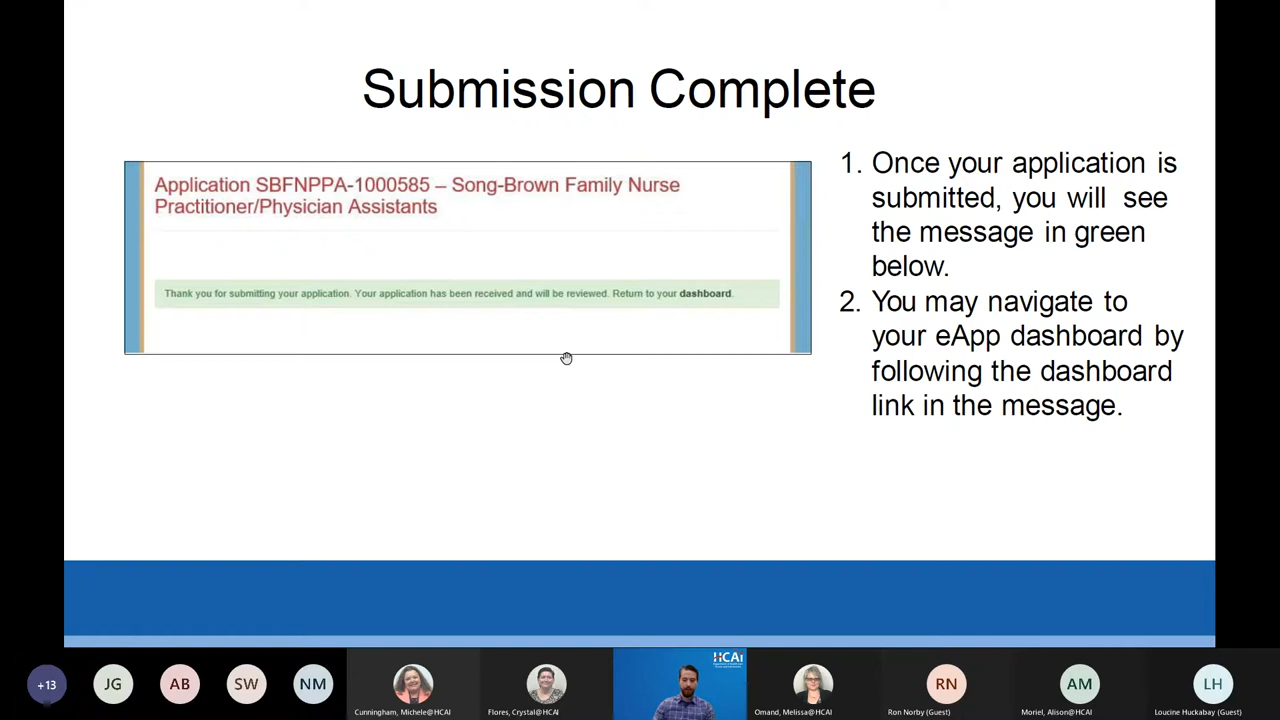 Submission Complete
Application SBFNPPA-1000585 – Song-Brown Family Nurse
Practitioner/Physician Assistants
Thank you for submitting your application. Your application has been received and will be reviewed. Return to your dashboard.
1. Once your application is
submitted, you will see
the message in green
below.
2. You may navigate to
your eApp dashboard by
following the dashboard
link in the message.
HCAi
+13
JG
AB
SW
NM
RN
AM
LH
Cunningham, Michele@HCAI
Flores, Crystal@HCAI
Omand, Melissa@HCAI
Ron Norby (Guest)
Moriel, Alison@HCAI
Loucine Huckabay (Guest)